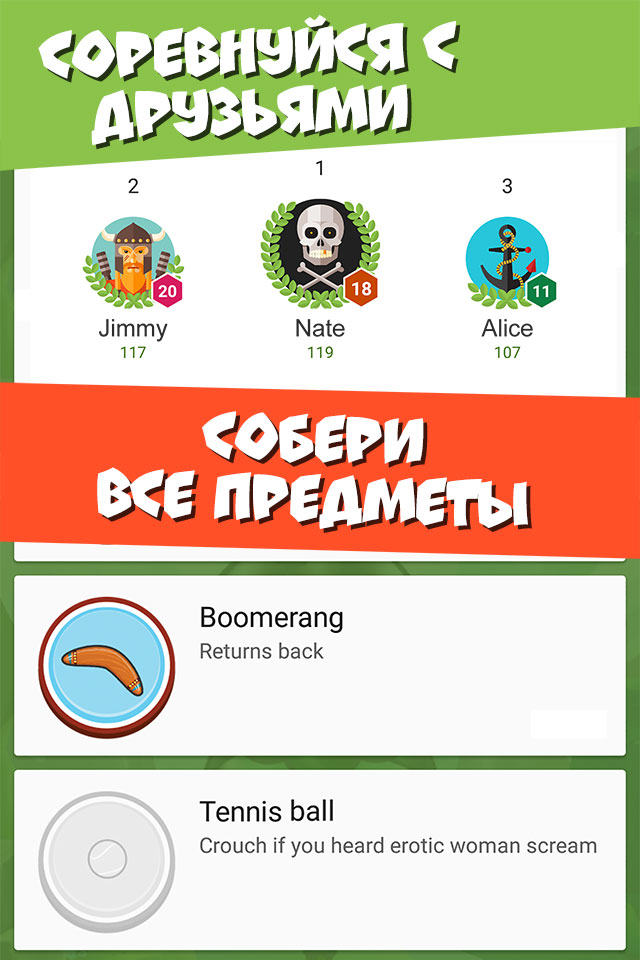 СОРЕВНУЙСЯ С
ДРУЗЬЯМИ
2 1 3
20 18 11
Jimmy Nate Alice
117 119 107
СОБЕРИ
ВСЕ ПРЕДМЕТЫ
Boomerang
Returns back
Tennis ball
Crouch if you heard erotic woman scream